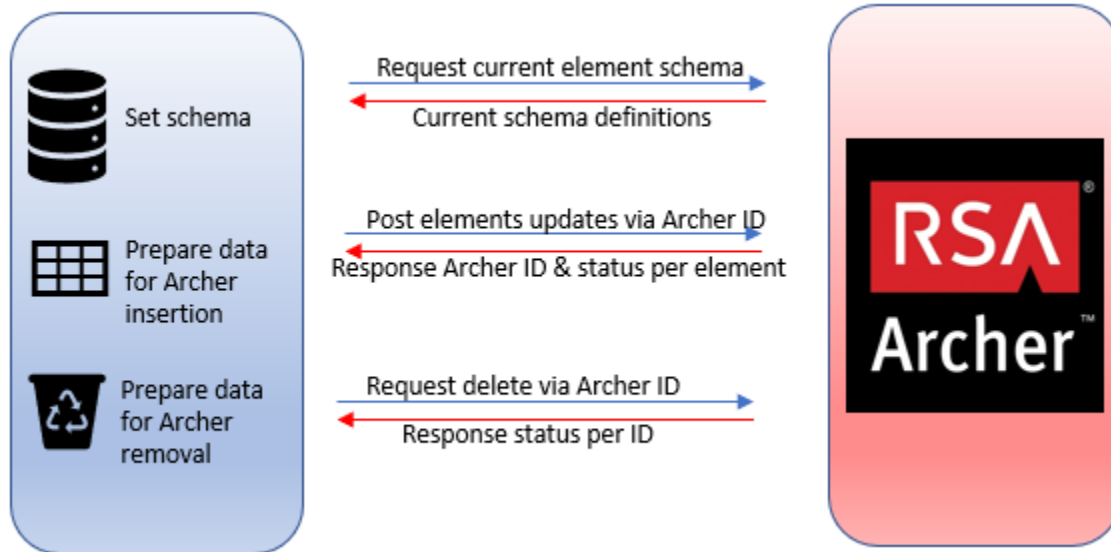 Request current element schema
Set schema
Current schema definitions
Post elements updates via Archer ID
Prepare data
for Archer
insertion
Response Archer ID & status per element
Request delete via Archer ID
Prepare data
for Archer
removal
Response status per ID
RSA®
Archer™